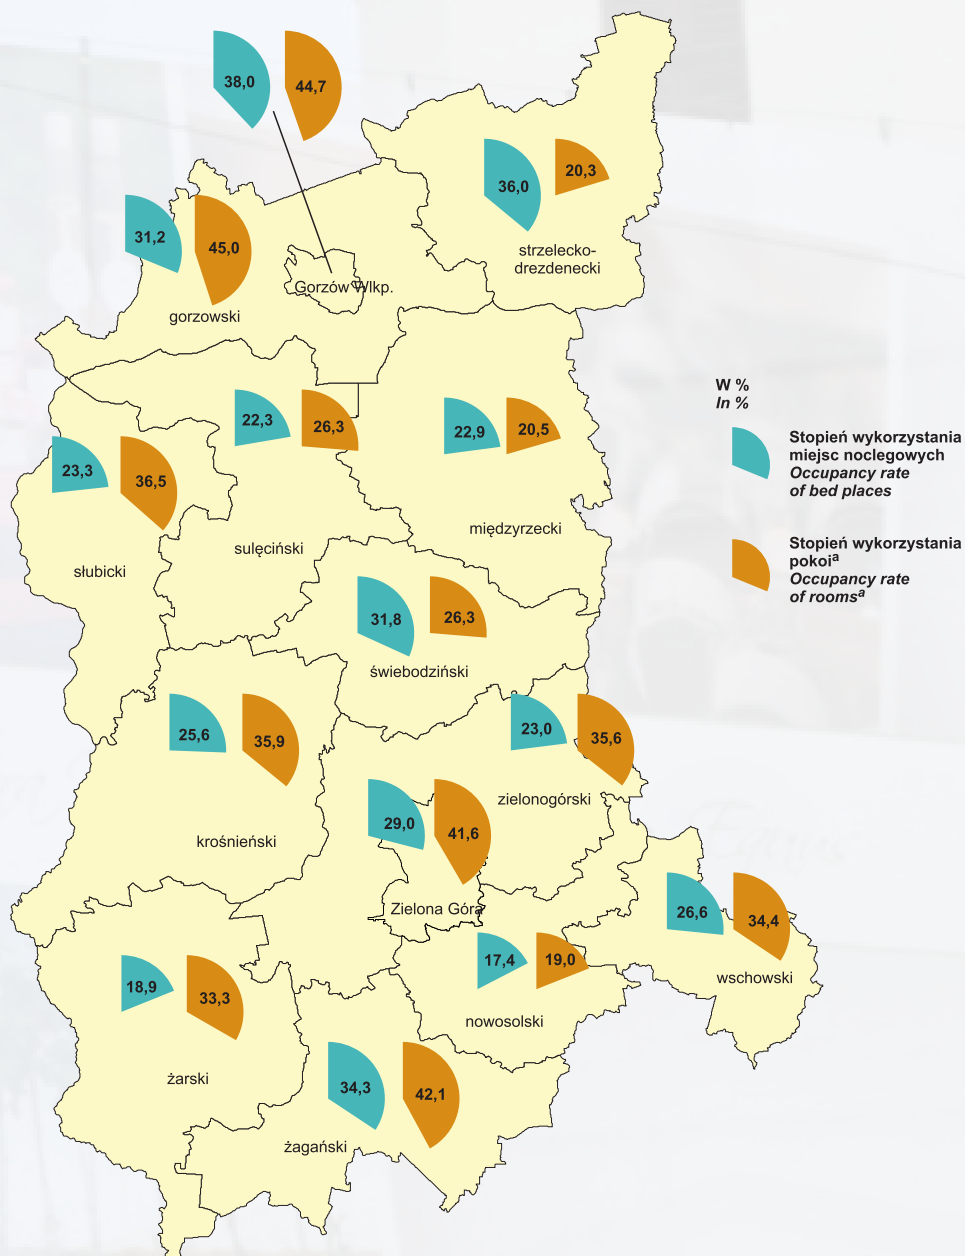 38,0
44,7
36,0
20,3
31,2
45,0
strzelecko-
drezdenecki
Gorzów Wlkp.
gorzowski
W %
In %
22,3
26,3
22,9
20,5
Stopień wykorzystania
miejsc noclegowych
Occupancy rate
of bed places
23,3
36,5
międzyrzecki
sulęciński
słubicki
Stopień wykorzystania
pokoiᵃ
Occupancy rate
of roomsᵃ
31,8
26,3
świebodziński
25,6
35,9
23,0
35,6
zielonogórski
29,0
41,6
krośnieński
Zielona Góra
26,6
34,4
wschowski
17,4
19,0
nowosolski
18,9
33,3
żarski
34,3
42,1
żagański